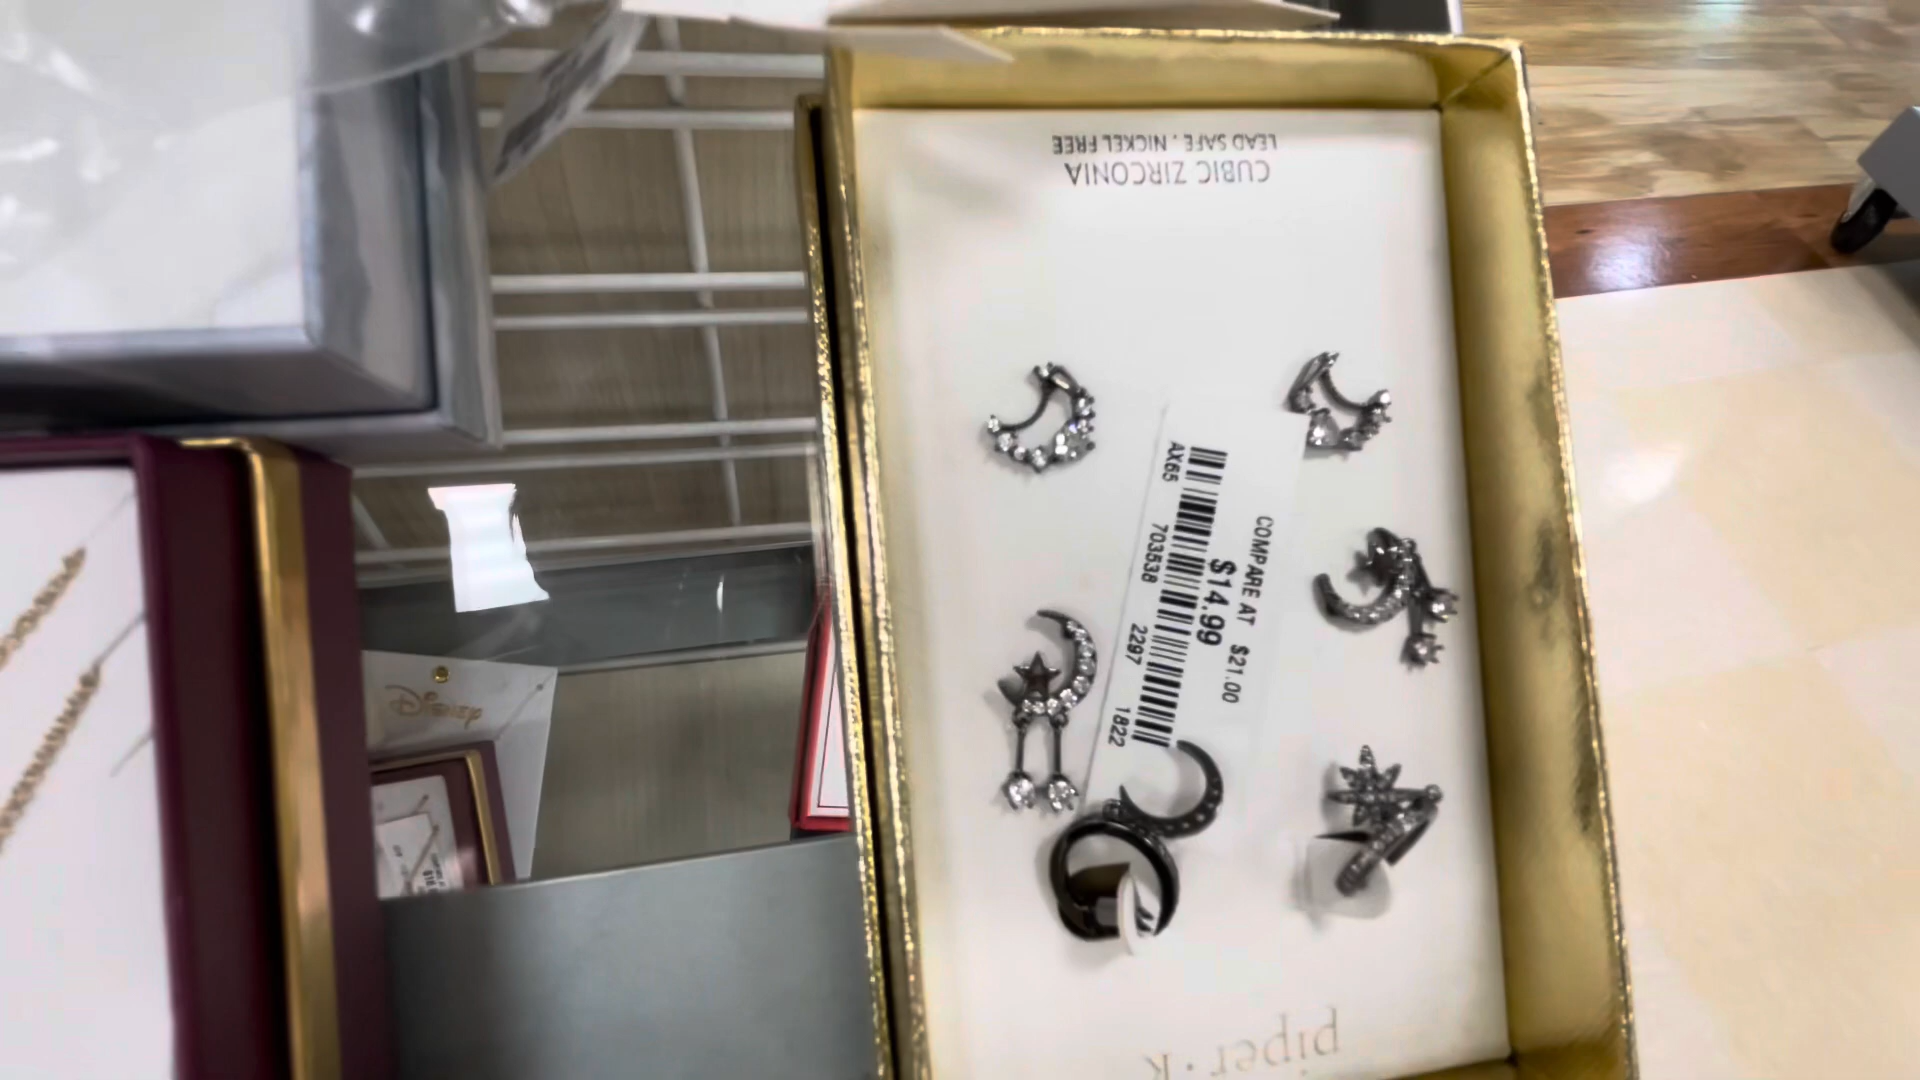 LEAD SAFE . NICKEL FREE
CUBIC ZIRCONIA
COMPARE AT $21.00
$14.99
AX65 703538 2297 1822
piper · k
Disney